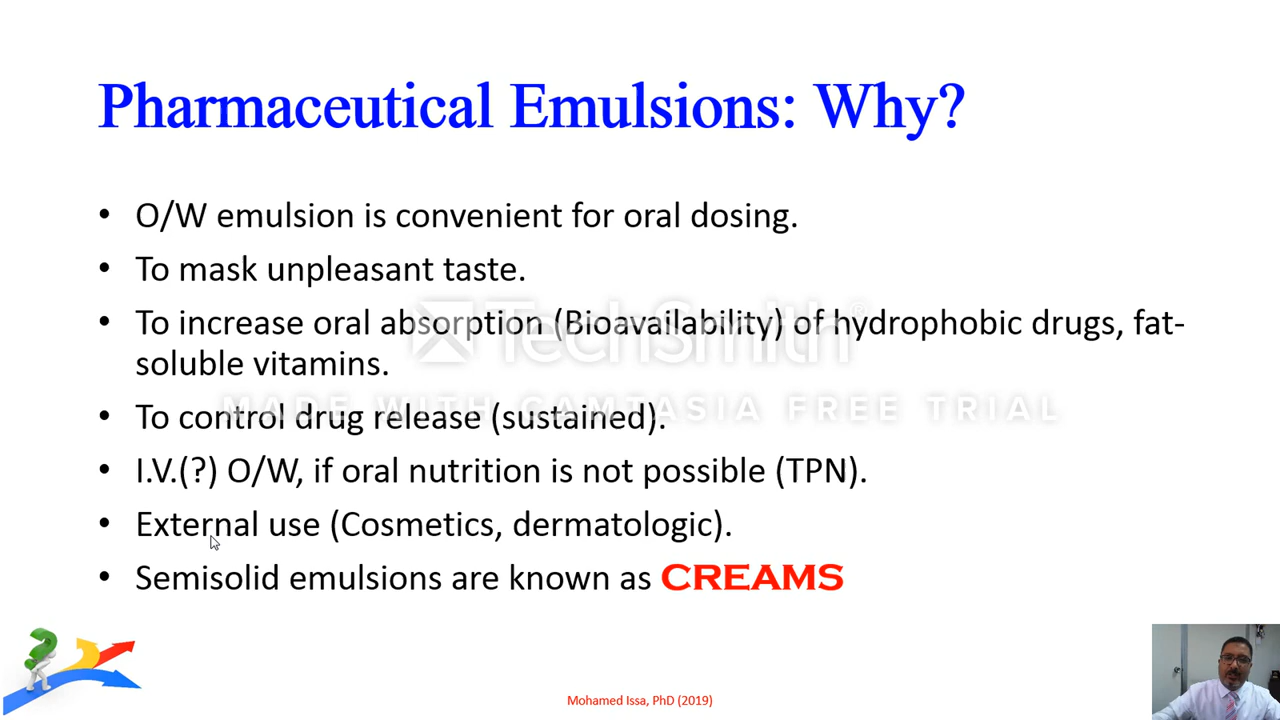 Pharmaceutical Emulsions: Why?
• O/W emulsion is convenient for oral dosing.
• To mask unpleasant taste.
• To increase oral absorption (Bioavailability) of hydrophobic drugs, fat-
soluble vitamins.
TechSmith®
MADE WITH CAMTASIA FREE TRIAL
• To control drug release (sustained).
• I.V.(?) O/W, if oral nutrition is not possible (TPN).
• External use (Cosmetics, dermatologic).
• Semisolid emulsions are known as CREAMS
Mohamed Issa, PhD (2019)